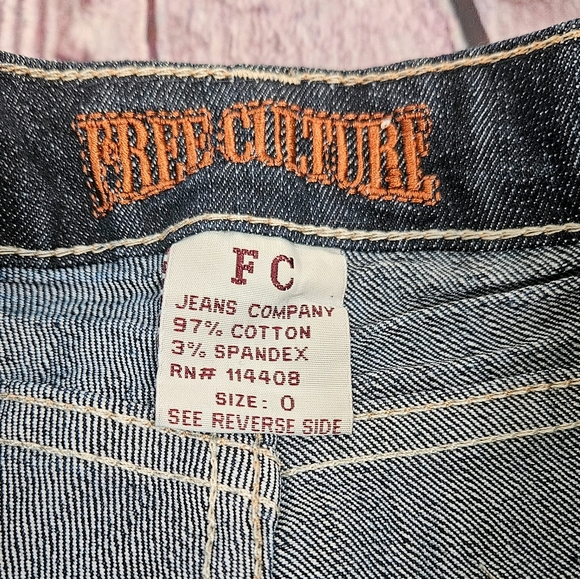 FREE CULTURE
FC
JEANS COMPANY
97% COTTON
3% SPANDEX
RN# 114408
SIZE: 0
SEE REVERSE SIDE